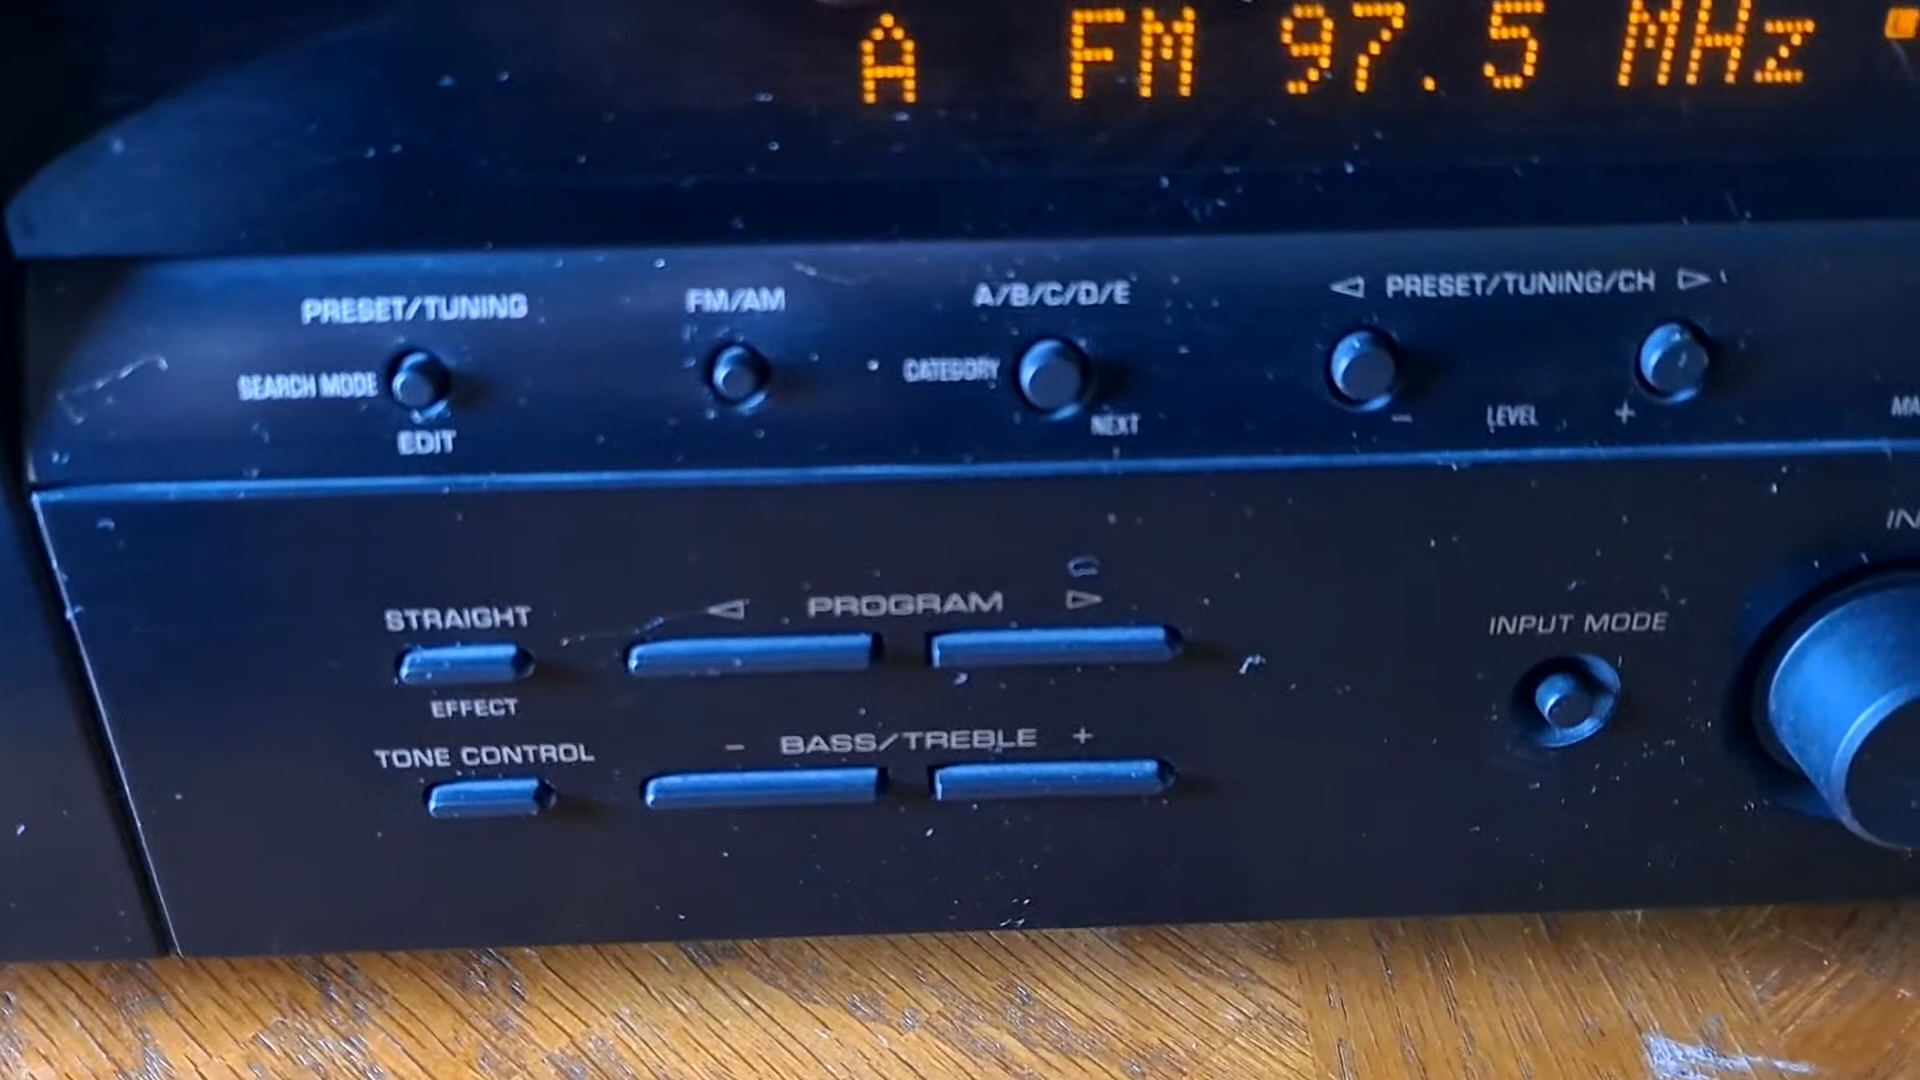 A FM 97.5 MHz
PRESET/TUNING FM/AM A/B/C/D/E ◁ PRESET/TUNING/CH ▷
SEARCH MODE CATEGORY
EDIT NEXT − LEVEL +
STRAIGHT ◁ PROGRAM ▷
EFFECT
INPUT MODE
TONE CONTROL − BASS/TREBLE +